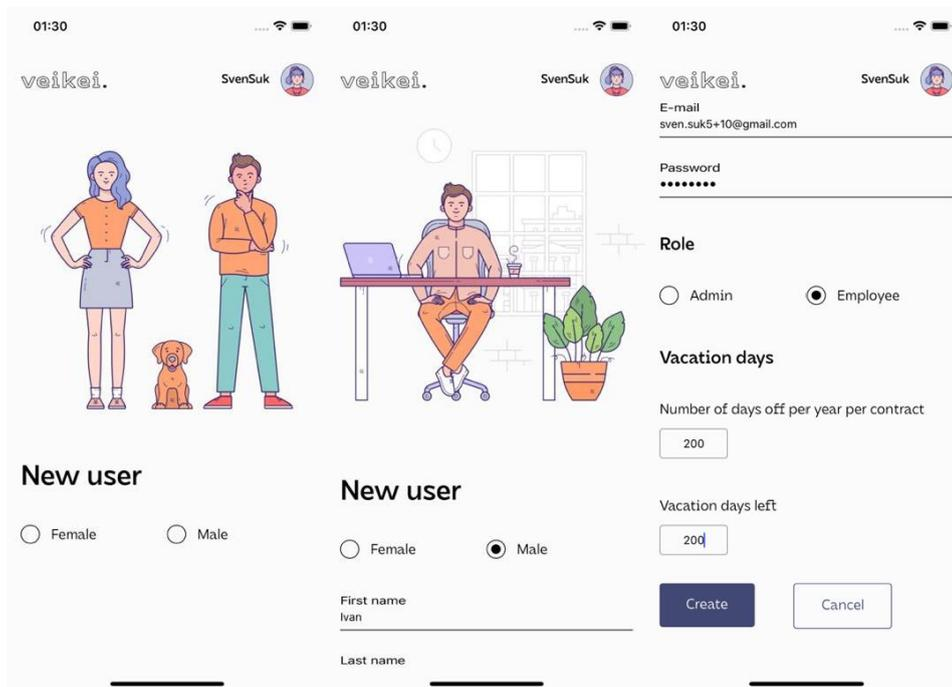 01:30
veikei.
SvenSuk
New user
Female
Male
01:30
veikei.
SvenSuk
New user
Female
Male
First name
Ivan
Last name
01:30
veikei.
SvenSuk
E-mail
sven.suk5+10@gmail.com
Password
••••••••
Role
Admin
Employee
Vacation days
Number of days off per year per contract
200
Vacation days left
200
Create
Cancel